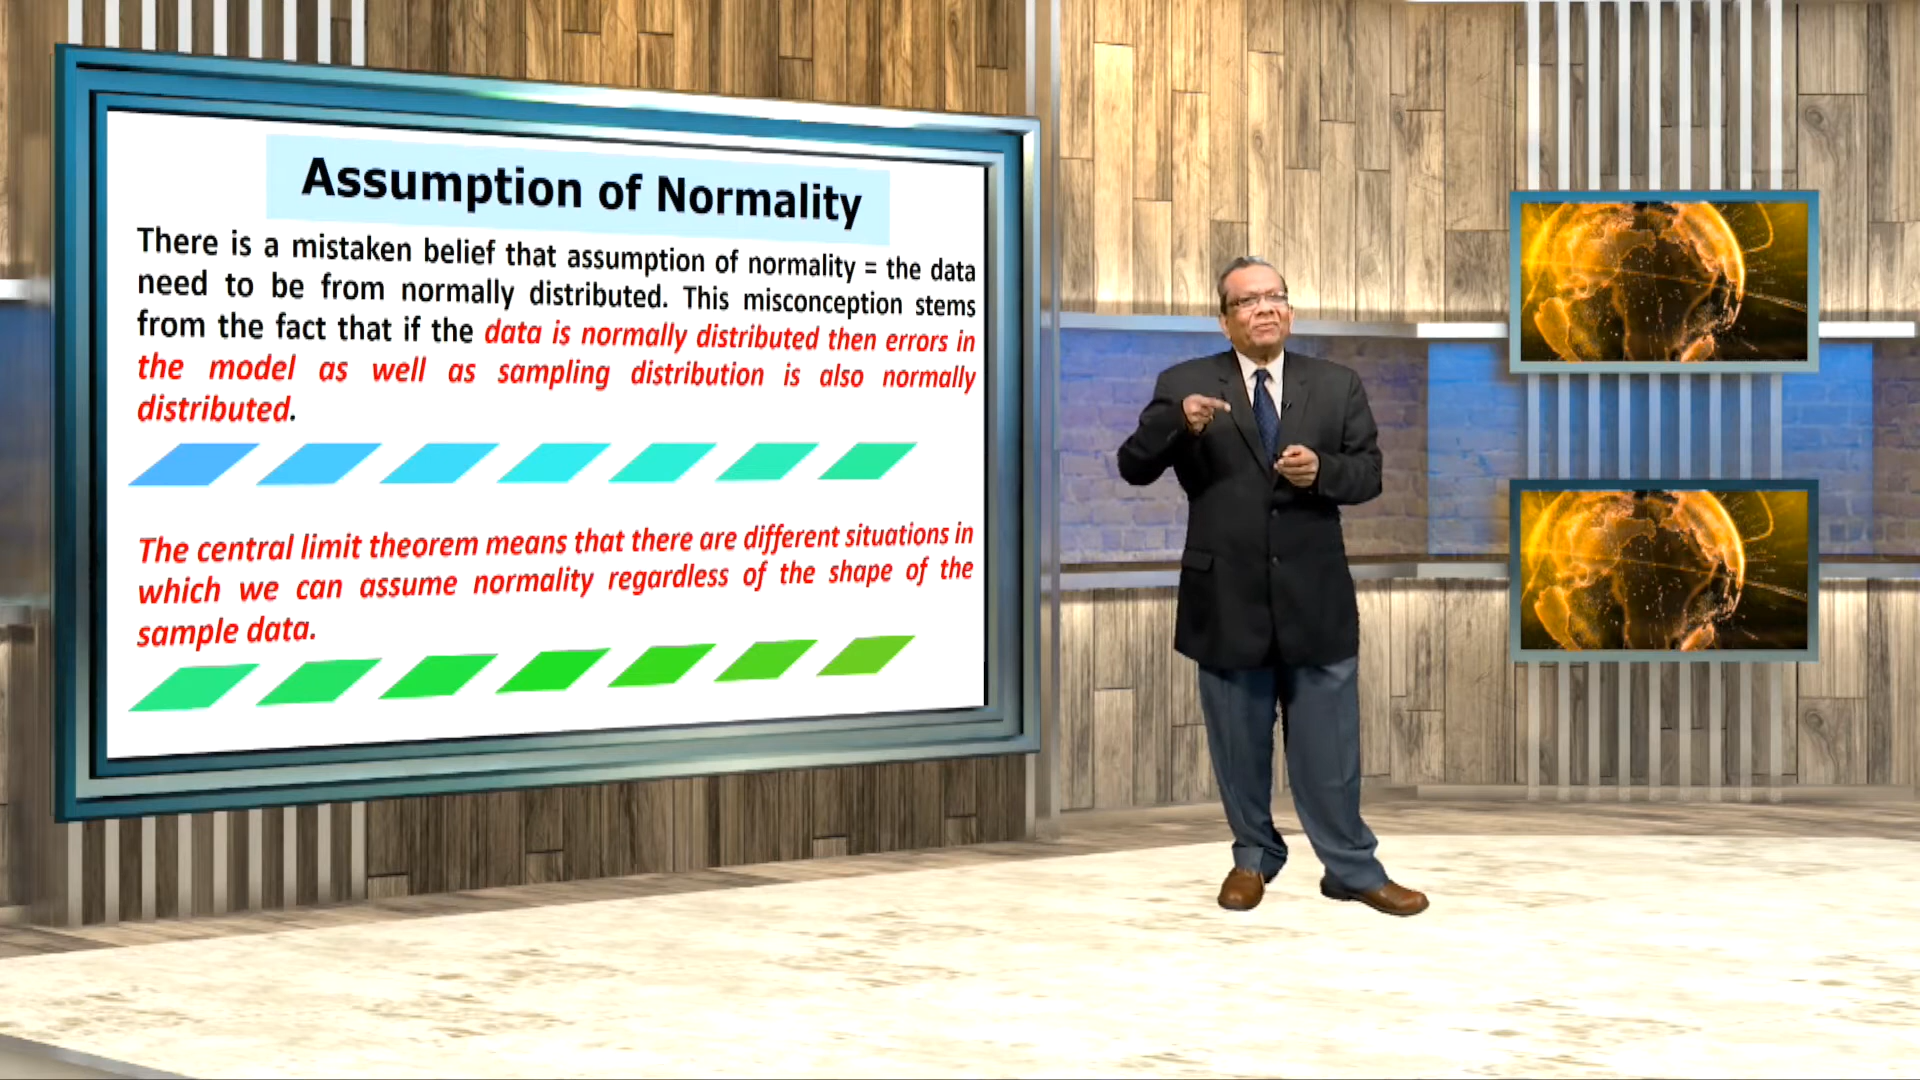 Assumption of Normality
There is a mistaken belief that assumption of normality = the data
need to be from normally distributed. This misconception stems
from the fact that if the data is normally distributed then errors in
the model as well as sampling distribution is also normally
distributed.
The central limit theorem means that there are different situations in
which we can assume normality regardless of the shape of the
sample data.